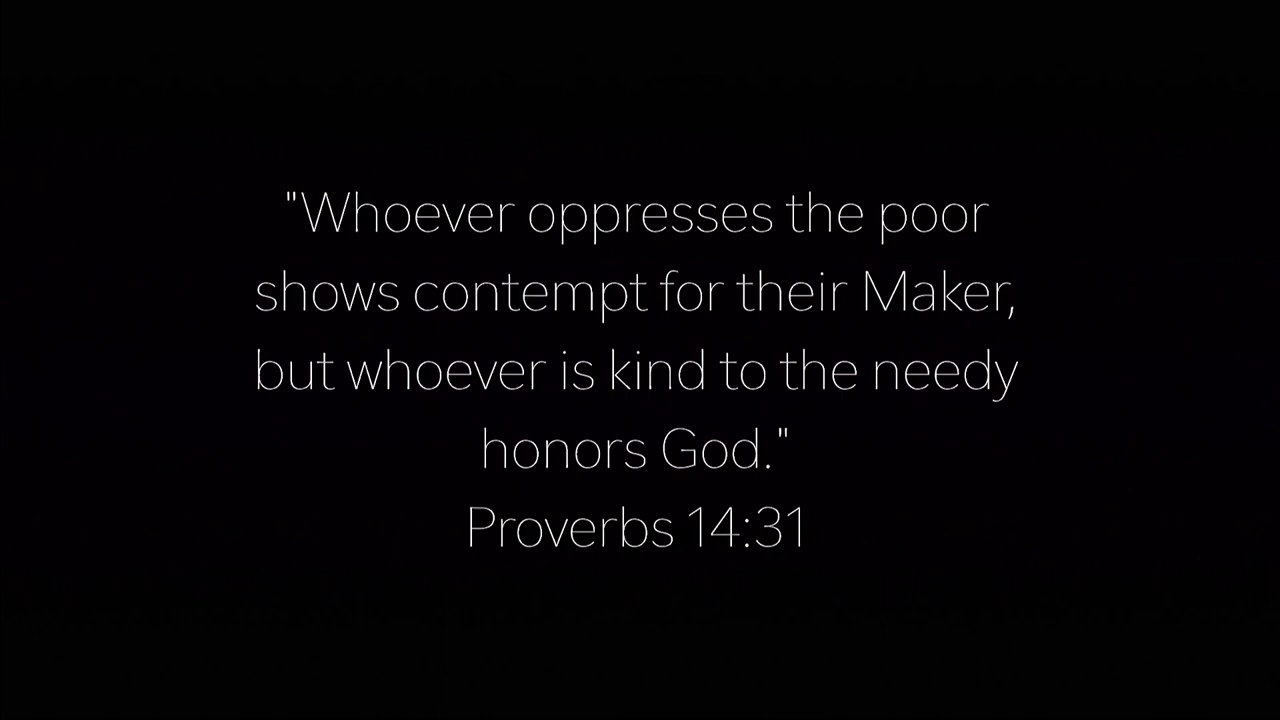 "Whoever oppresses the poor
shows contempt for their Maker,
but whoever is kind to the needy
honors God."
Proverbs 14:31